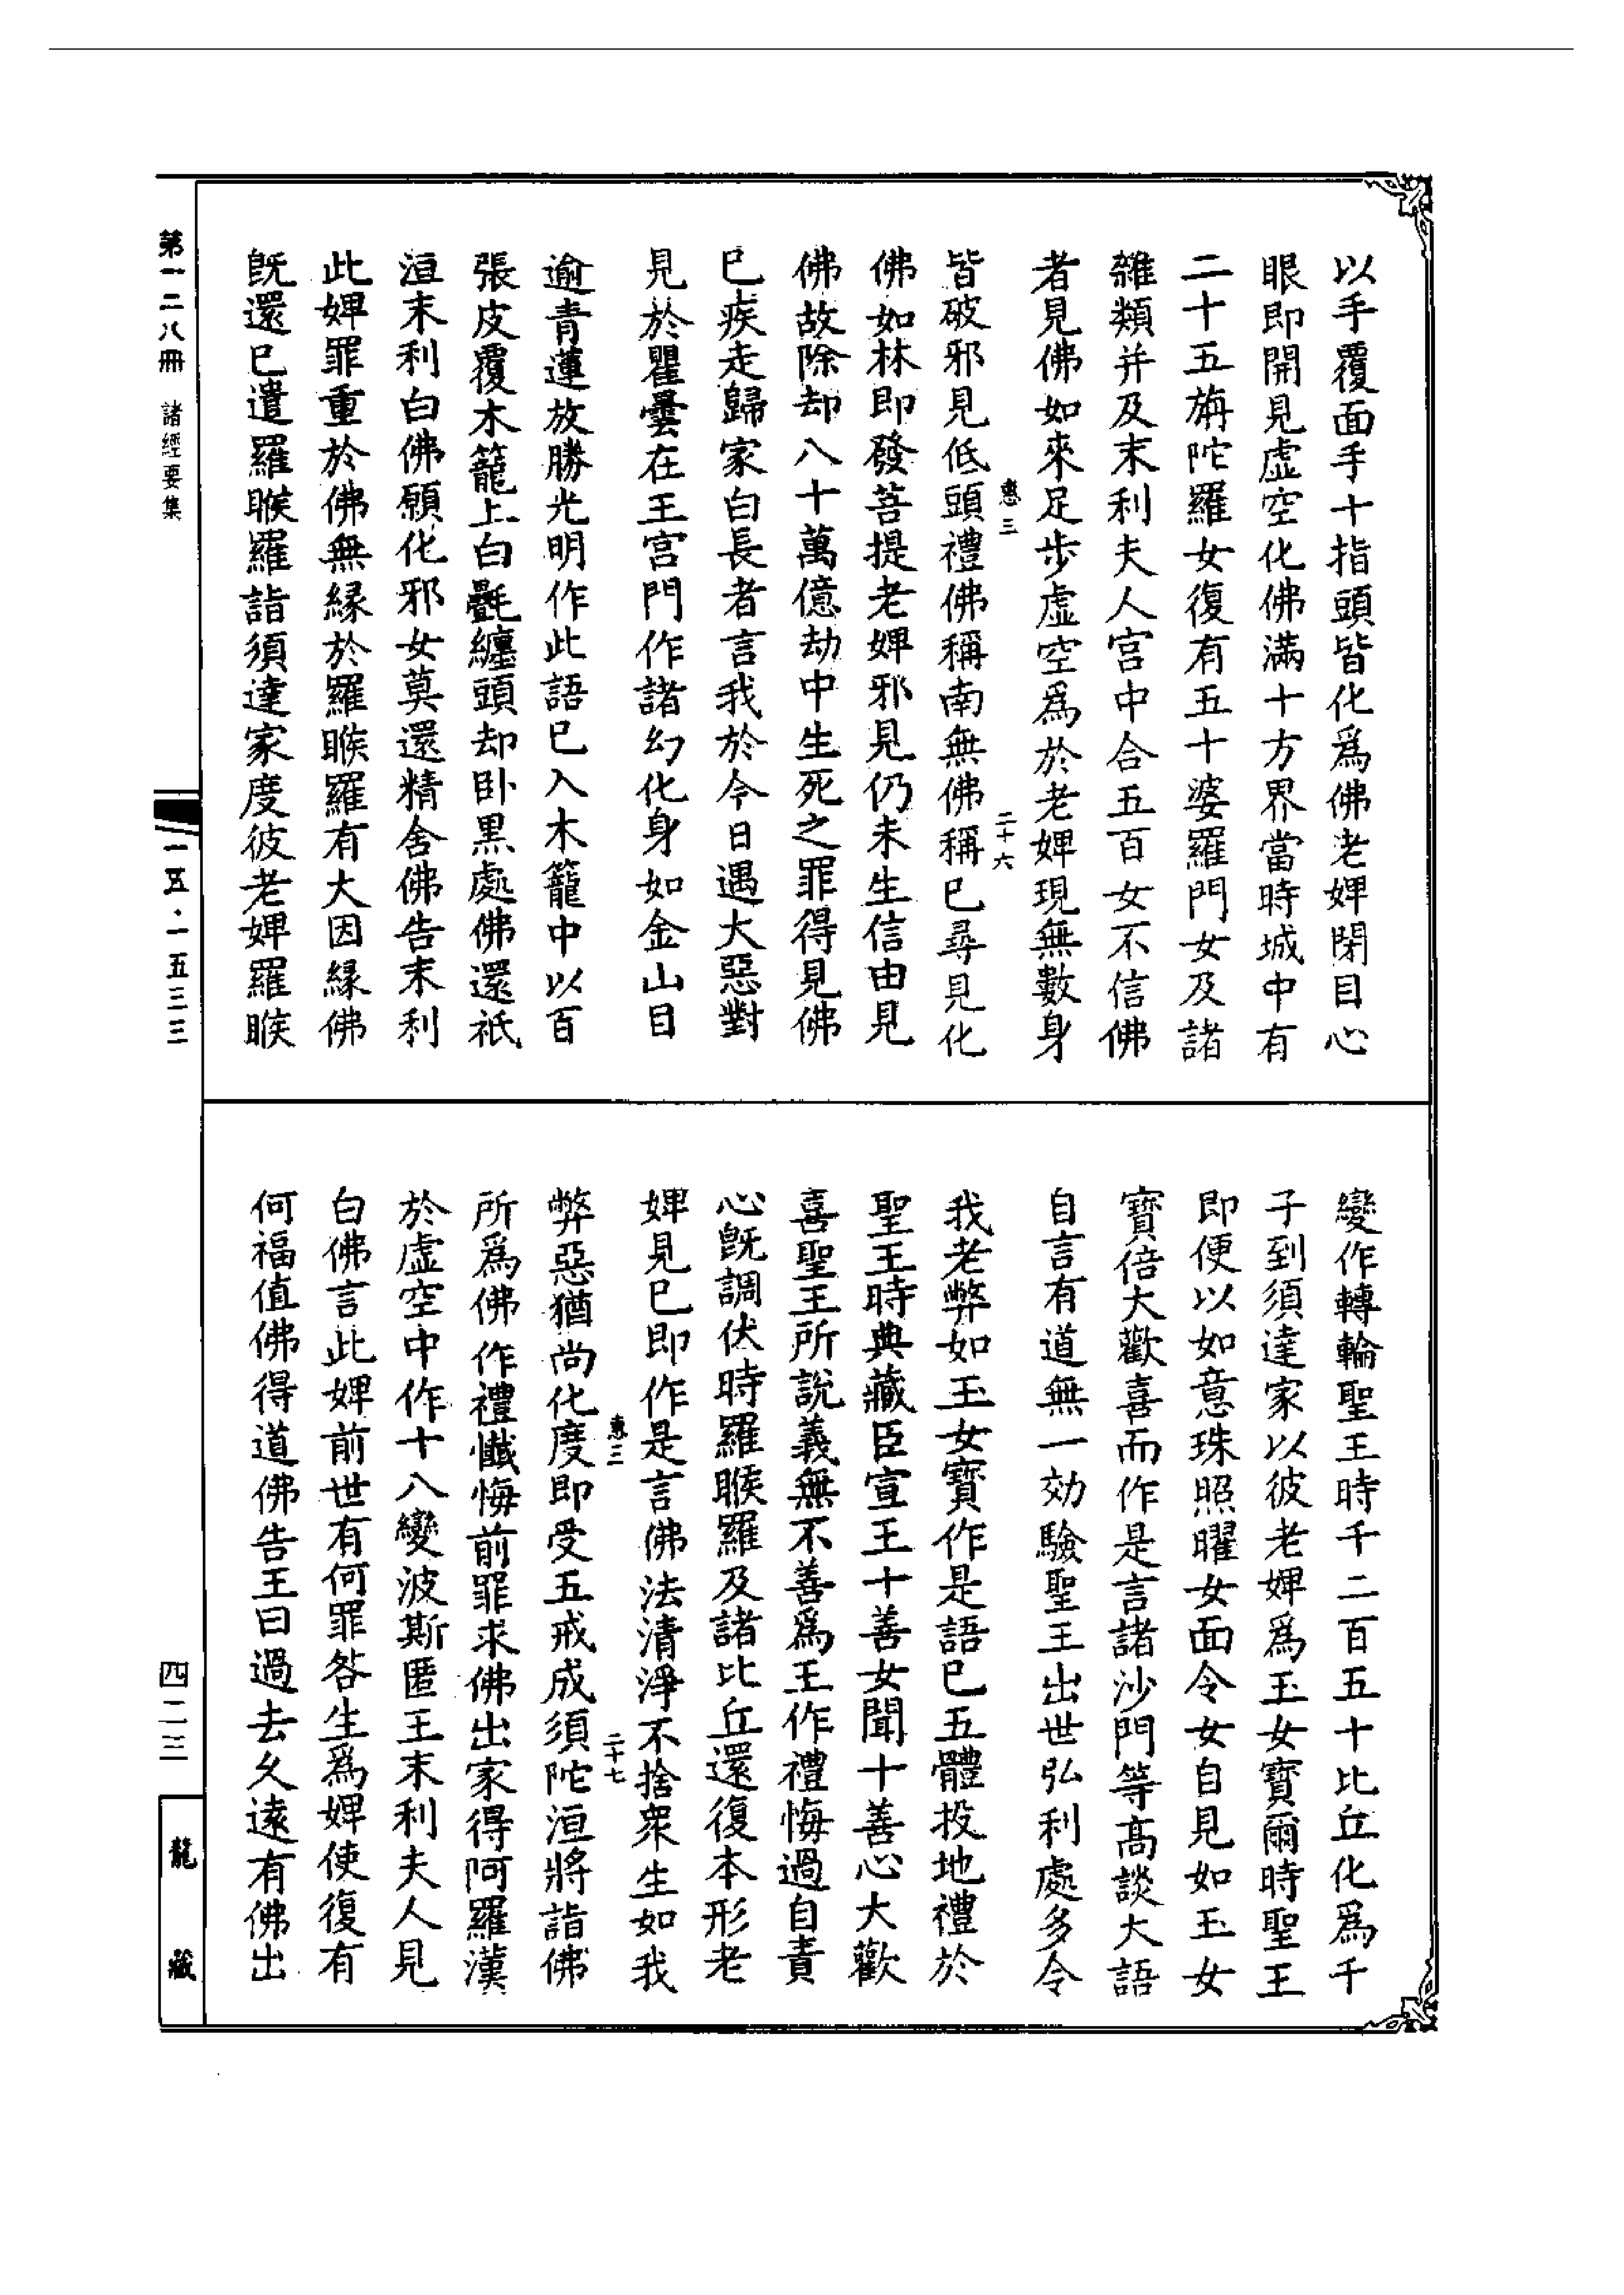 以手覆面手十指頭皆化爲佛老婢閉目心
眼即開見虛空化佛滿十方界當時城中有
二十五旃陀羅女復有五十婆羅門女及諸
雜類并及末利夫人宮中合五百女不信佛
者見佛如來足步虛空爲於老婢現無數身
惠三
二十六
皆破邪見低頭禮佛稱南無佛稱已尋見化
佛如林即發菩提老婢邪見仍未生信由見
佛故除却八十萬億劫中生死之罪得見佛
已疾走歸家白長者言我於今日遇大惡對
見於瞿曇在王宮門作諸幻化身如金山目
逾青蓮放勝光明作此語已入木籠中以百
張皮覆木籠上白㲲纏頭却卧黑處佛還祇
洹末利白佛願化邪女莫還精舍佛告末利
此婢罪重於佛無緣於羅睺羅有大因緣佛
旣還已遣羅睺羅詣須達家度彼老婢羅睺
變作轉輪聖王時千二百五十比丘化爲千
子到須達家以彼老婢爲玉女寶爾時聖王
即便以如意珠照曜女面令女自見如玉女
寶倍大歡喜而作是言諸沙門等高談大語
自言有道無一効驗聖王出世弘利處多令
我老弊如玉女寶作是語已五體投地禮於
聖王時典藏臣宣王十善女聞十善心大歡
喜聖王所說義無不善爲王作禮悔過自責
心旣調伏時羅睺羅及諸比丘還復本形老
婢見已即作是言佛法清淨不捨衆生如我
惠三
二十七
弊惡猶尚化度即受五戒成須陀洹將詣佛
所爲佛作禮懺悔前罪求佛出家得阿羅漢
於虛空中作十八變波斯匿王末利夫人見
白佛言此婢前世有何罪咎生爲婢使復有
何福值佛得道佛告王曰過去久遠有佛出
第一二八冊
諸經要集
一五·一五三三
四二三
龍藏